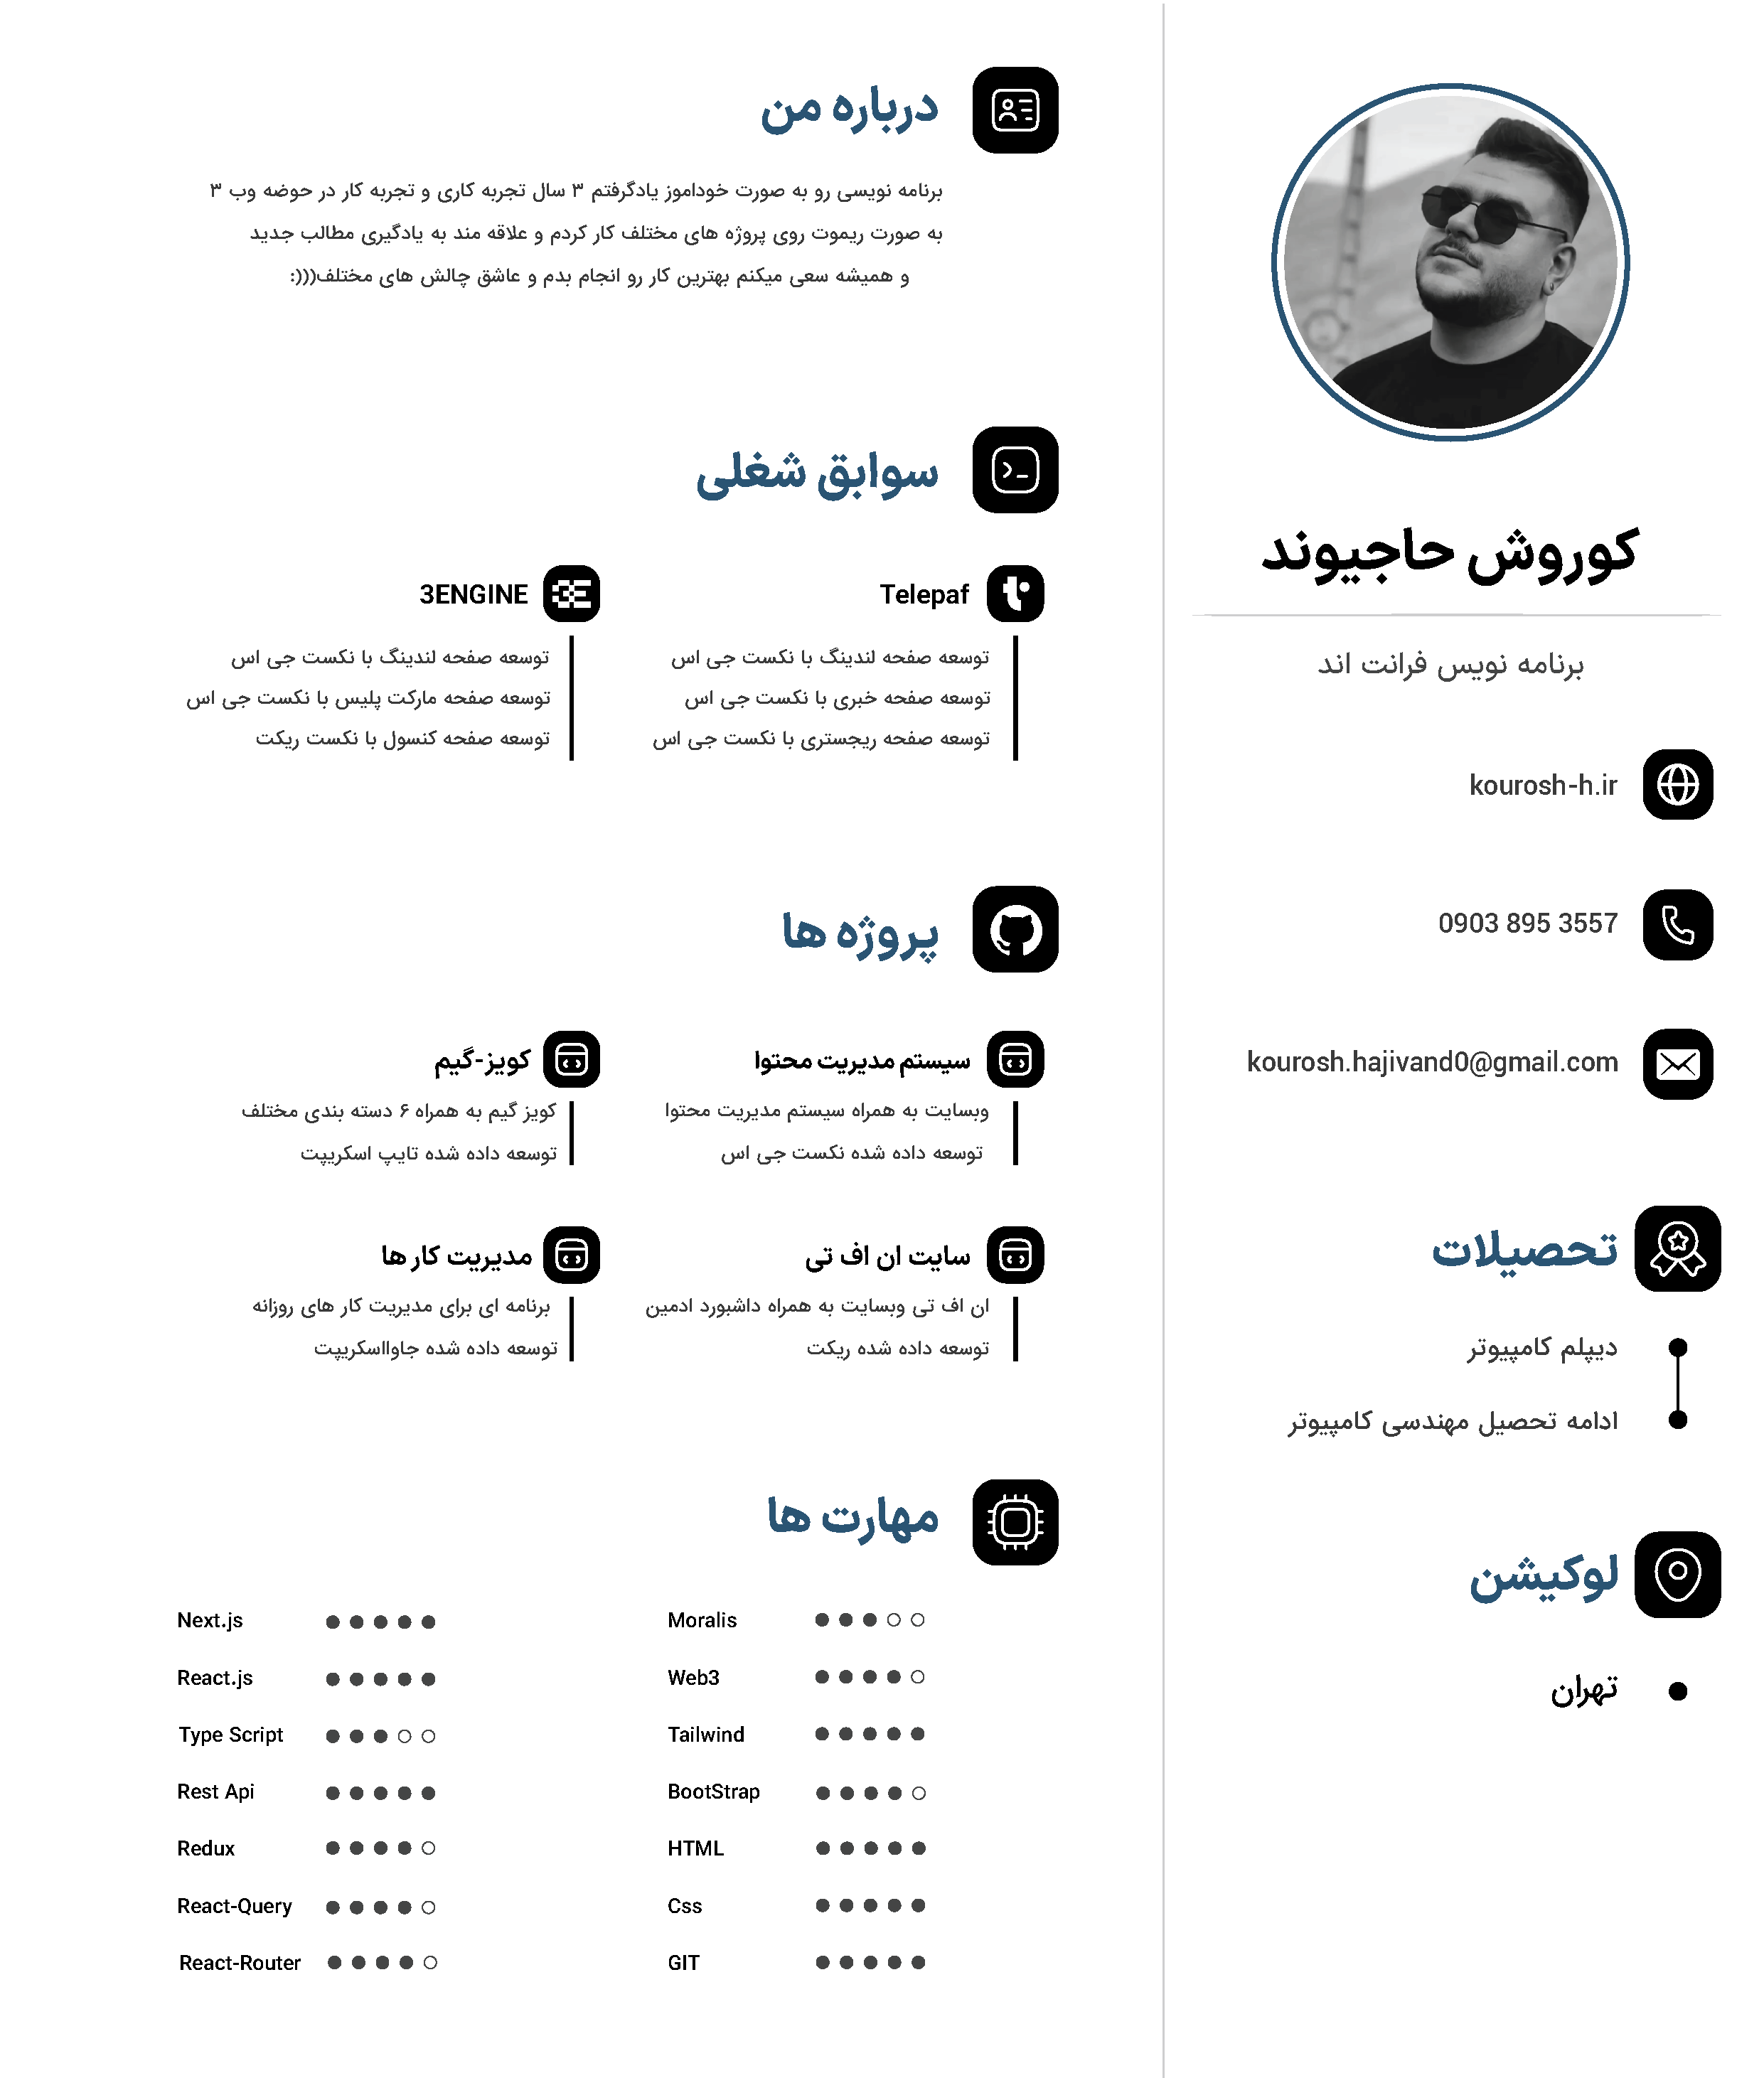 کوروش حاجیوند
برنامه نویس فرانت اند
kourosh-h.ir
0903 895 3557
kourosh.hajivand0@gmail.com
تحصیلات
دیپلم کامپیوتر
ادامه تحصیل مهندسی کامپیوتر
لوکیشن
تهران
درباره من
برنامه نویسی رو به صورت خوداموز یادگرفتم ۳ سال تجربه کاری و تجربه کار در حوضه وب ۳
به صورت ریموت روی پروژه های مختلف کار کردم و علاقه مند به یادگیری مطالب جدید
و همیشه سعی میکنم بهترین کار رو انجام بدم و عاشق چالش های مختلف(((:
سوابق شغلی
Telepaf
توسعه صفحه لندینگ با نکست جی اس
توسعه صفحه خبری با نکست جی اس
توسعه صفحه ریجستری با نکست جی اس
3ENGINE
توسعه صفحه لندینگ با نکست جی اس
توسعه صفحه مارکت پلیس با نکست جی اس
توسعه صفحه کنسول با نکست ریکت
پروژه ها
سیستم مدیریت محتوا
وبسایت به همراه سیستم مدیریت محتوا
توسعه داده شده نکست جی اس
کویز-گیم
کویز گیم به همراه ۶ دسته بندی مختلف
توسعه داده شده تایپ اسکریپت
سایت ان اف تی
ان اف تی وبسایت به همراه داشبورد ادمین
توسعه داده شده ریکت
مدیریت کار ها
برنامه ای برای مدیریت کار های روزانه
توسعه داده شده جاوااسکریپت
مهارت ها
Next.js
React.js
Type Script
Rest Api
Redux
React-Query
React-Router
Moralis
Web3
Tailwind
BootStrap
HTML
Css
GIT